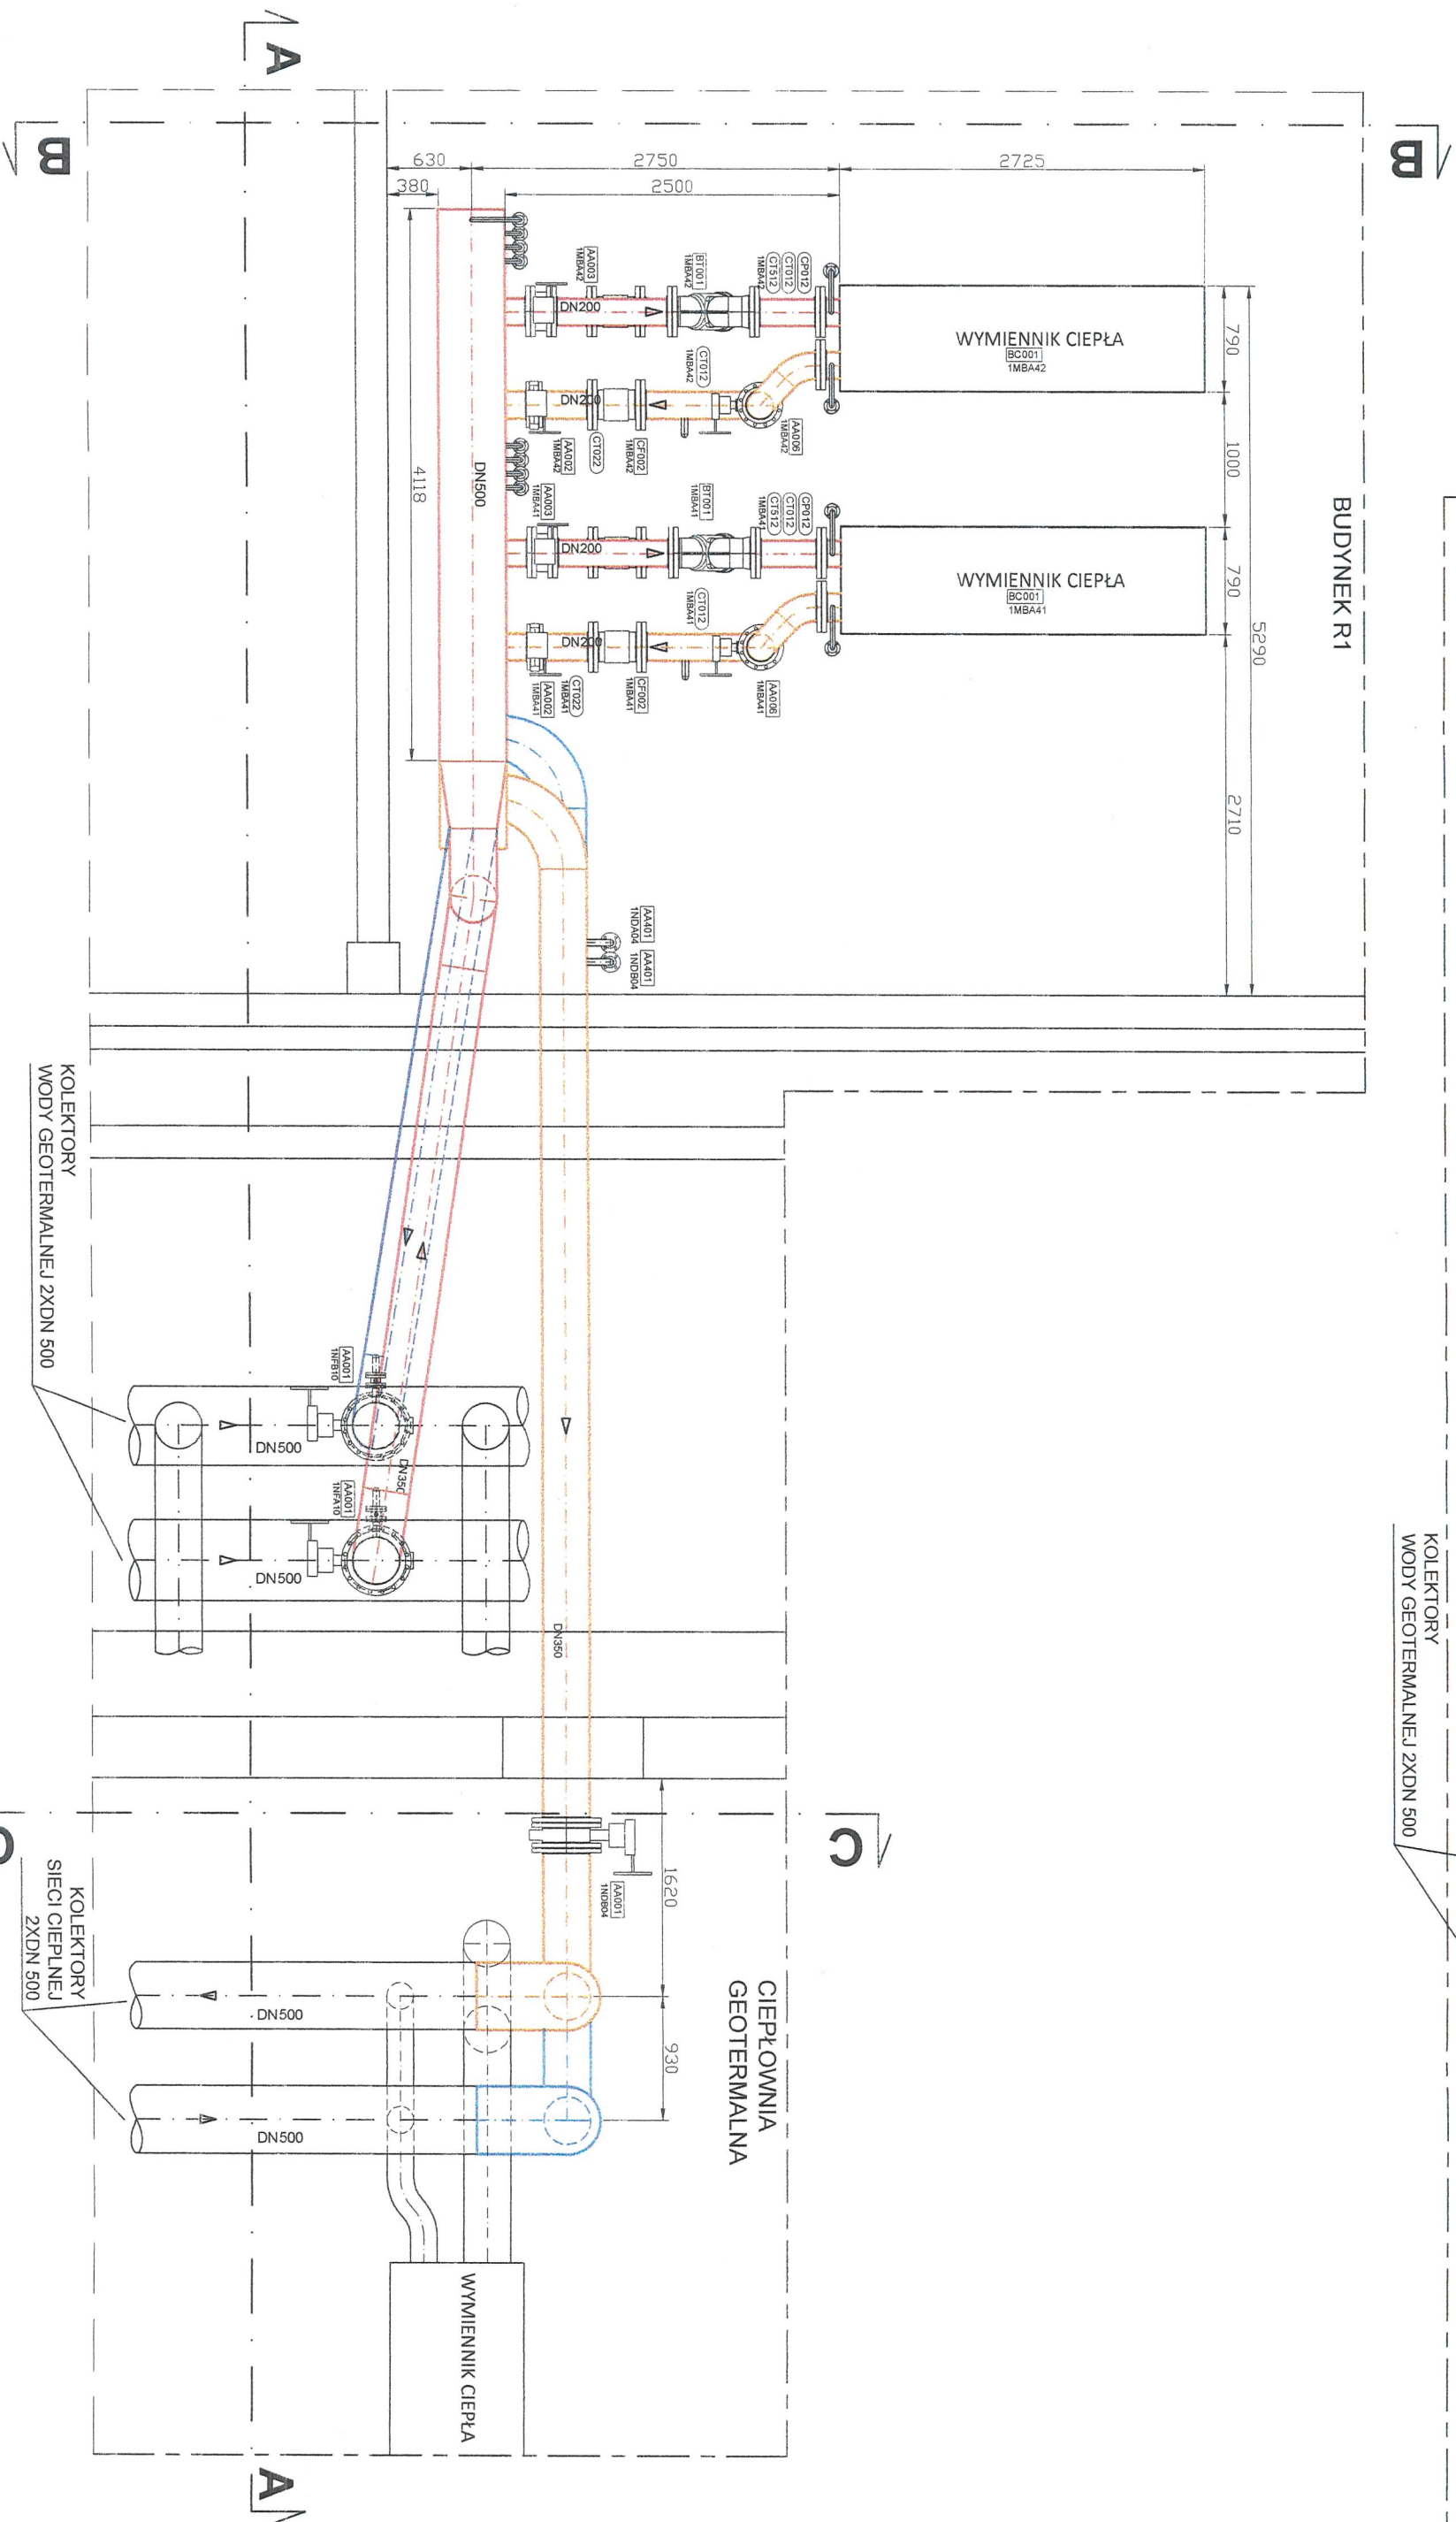 A
B
B
BUDYNEK R1
630
2750
2725
380
2500
5290
790
1000
790
2710
4118
WYMIENNIK CIEPŁA
BC001
1MBA42
WYMIENNIK CIEPŁA
BC001
1MBA41
CP012
CT012
CT512
1MBA42
BT001
1MBA42
AA003
1MBA42
DN200
CT012
1MBA42
AA006
1MBA42
DN200
CF002
1MBA42
CT022
AA002
1MBA42
CP012
CT012
CT512
1MBA41
BT001
1MBA41
AA003
1MBA41
DN200
CT012
1MBA41
AA006
1MBA41
DN200
CF002
1MBA41
CT022
1MBA41
AA002
1MBA41
DN500
AA401
1NDA04
AA401
1NDB04
KOLEKTORY
WODY GEOTERMALNEJ 2XDN 500
AA001
1NFB10
DN500
DN350
AA001
1NFA10
DN500
DN350
KOLEKTORY
WODY GEOTERMALNEJ 2XDN 500
C
C
1620
930
AA001
1NDB04
CIEPŁOWNIA
GEOTERMALNA
KOLEKTORY
SIECI CIEPLNEJ
2XDN 500
DN500
DN500
WYMIENNIK CIEPŁA
A